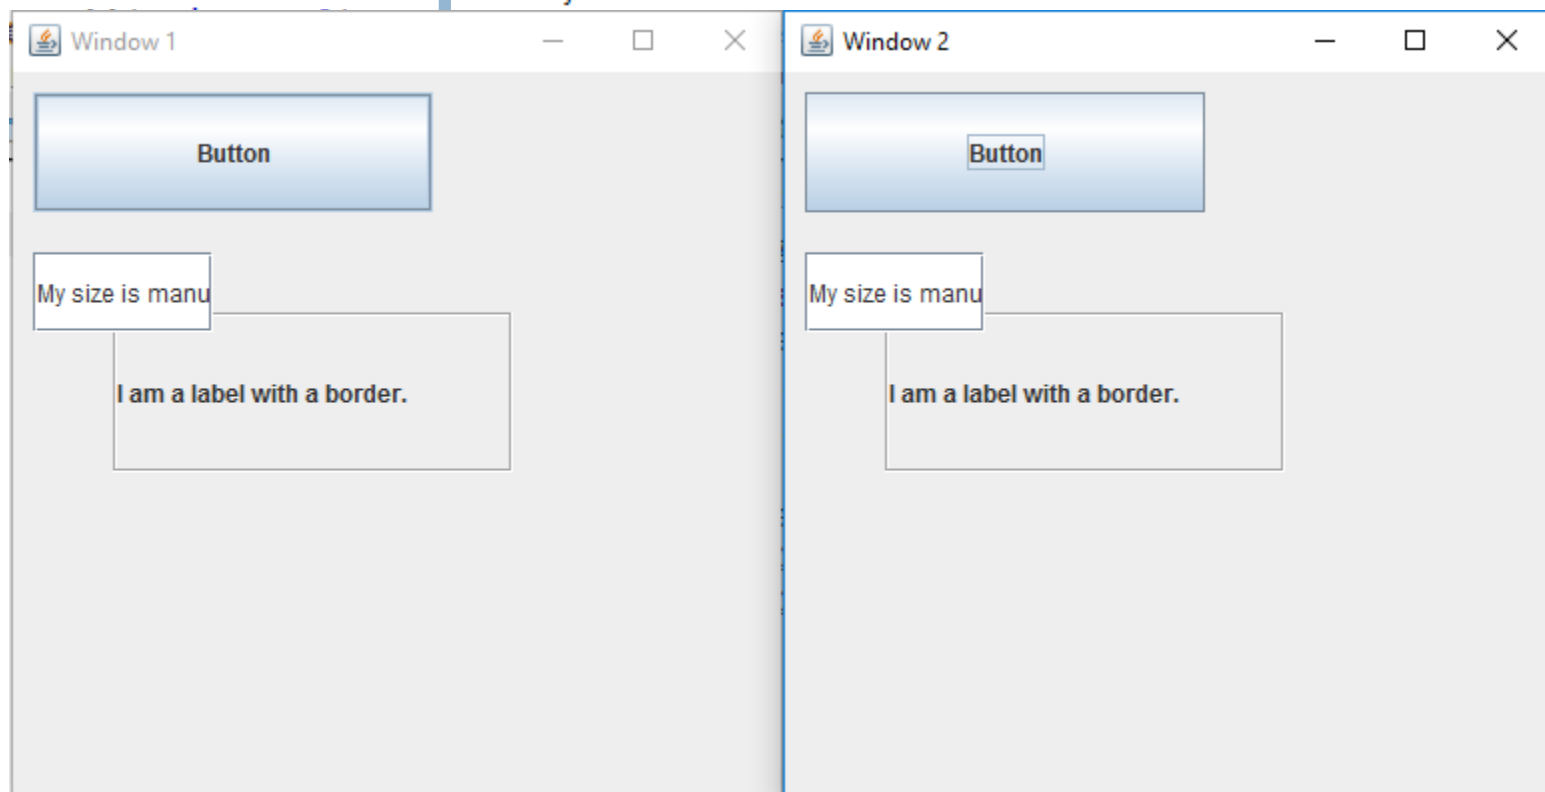 Window 1
Button
My size is manu
I am a label with a border.
Window 2
Button
My size is manu
I am a label with a border.